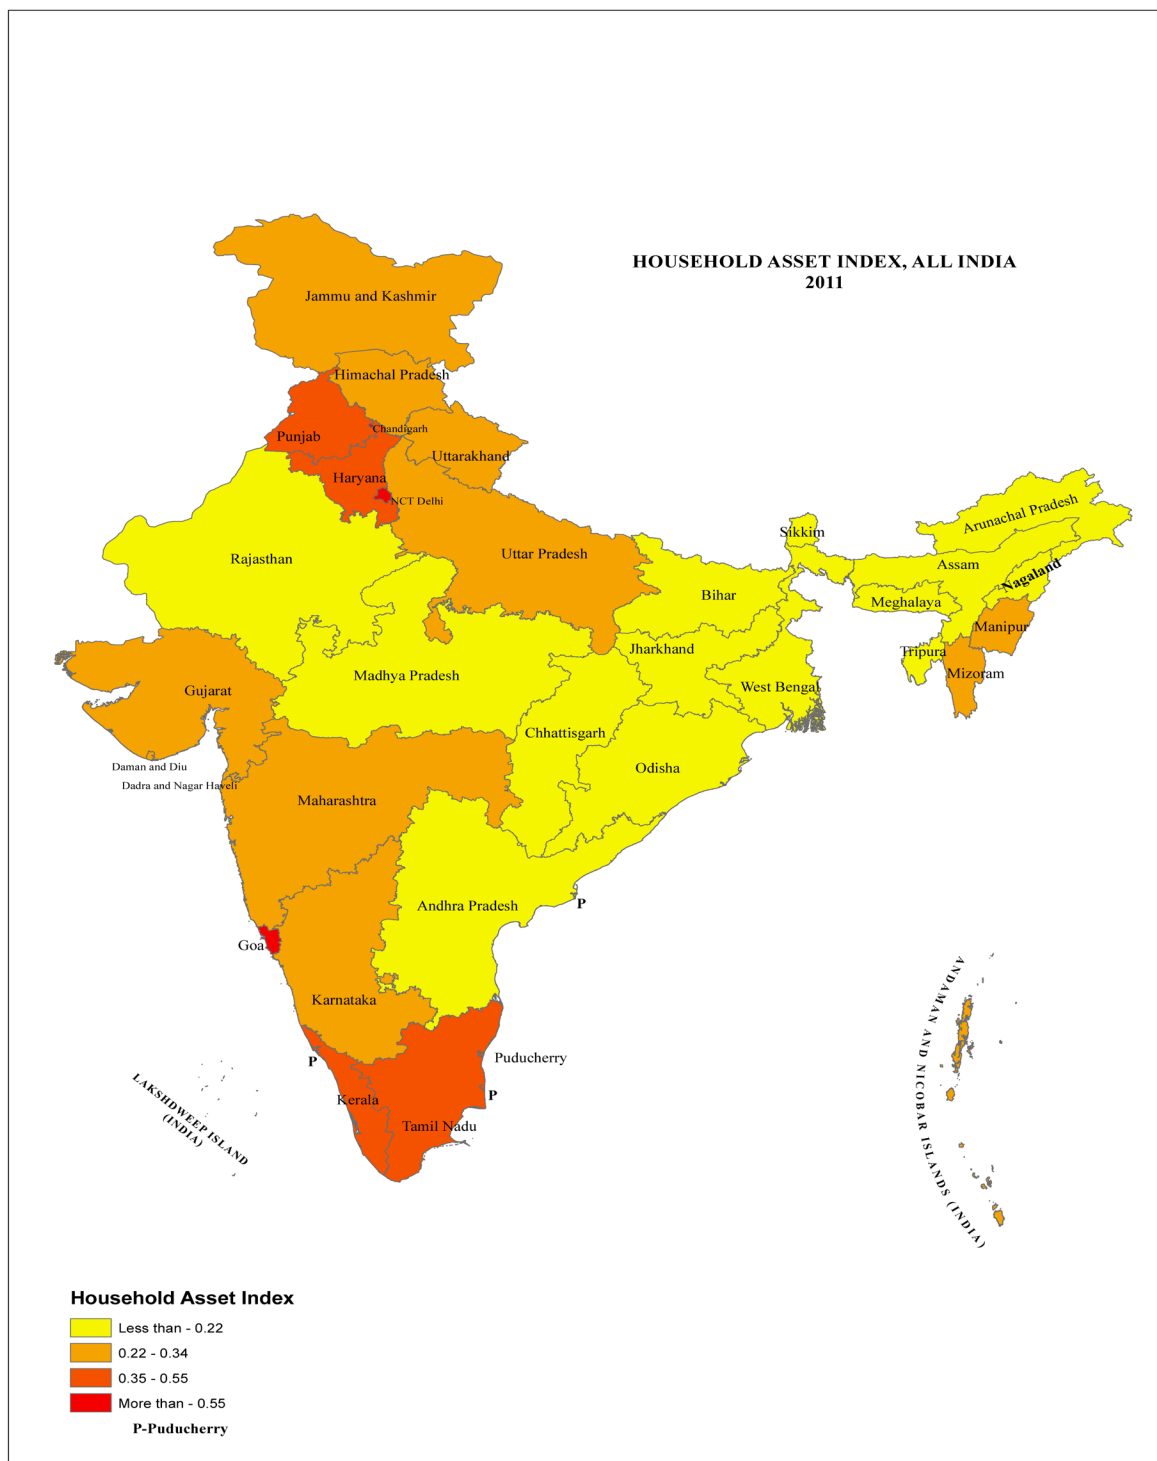 HOUSEHOLD ASSET INDEX, ALL INDIA
2011
Jammu and Kashmir
Himachal Pradesh
Chandigarh
Punjab
Uttarakhand
Haryana
NCT Delhi
Arunachal Pradesh
Sikkim
Uttar Pradesh
Rajasthan
Assam
Nagaland
Bihar
Meghalaya
Manipur
Jharkhand
Tripura
Mizoram
Madhya Pradesh
West Bengal
Gujarat
Chhattisgarh
Odisha
Daman and Diu
Dadra and Nagar Haveli
Maharashtra
Andhra Pradesh
P
Goa
Karnataka
ANDAMAN AND NICOBAR ISLANDS (INDIA)
Puducherry
P
LAKSHDWEEP ISLAND
(INDIA)
Kerala
P
Tamil Nadu
Household Asset Index
Less than - 0.22
0.22 - 0.34
0.35 - 0.55
More than - 0.55
P-Puducherry